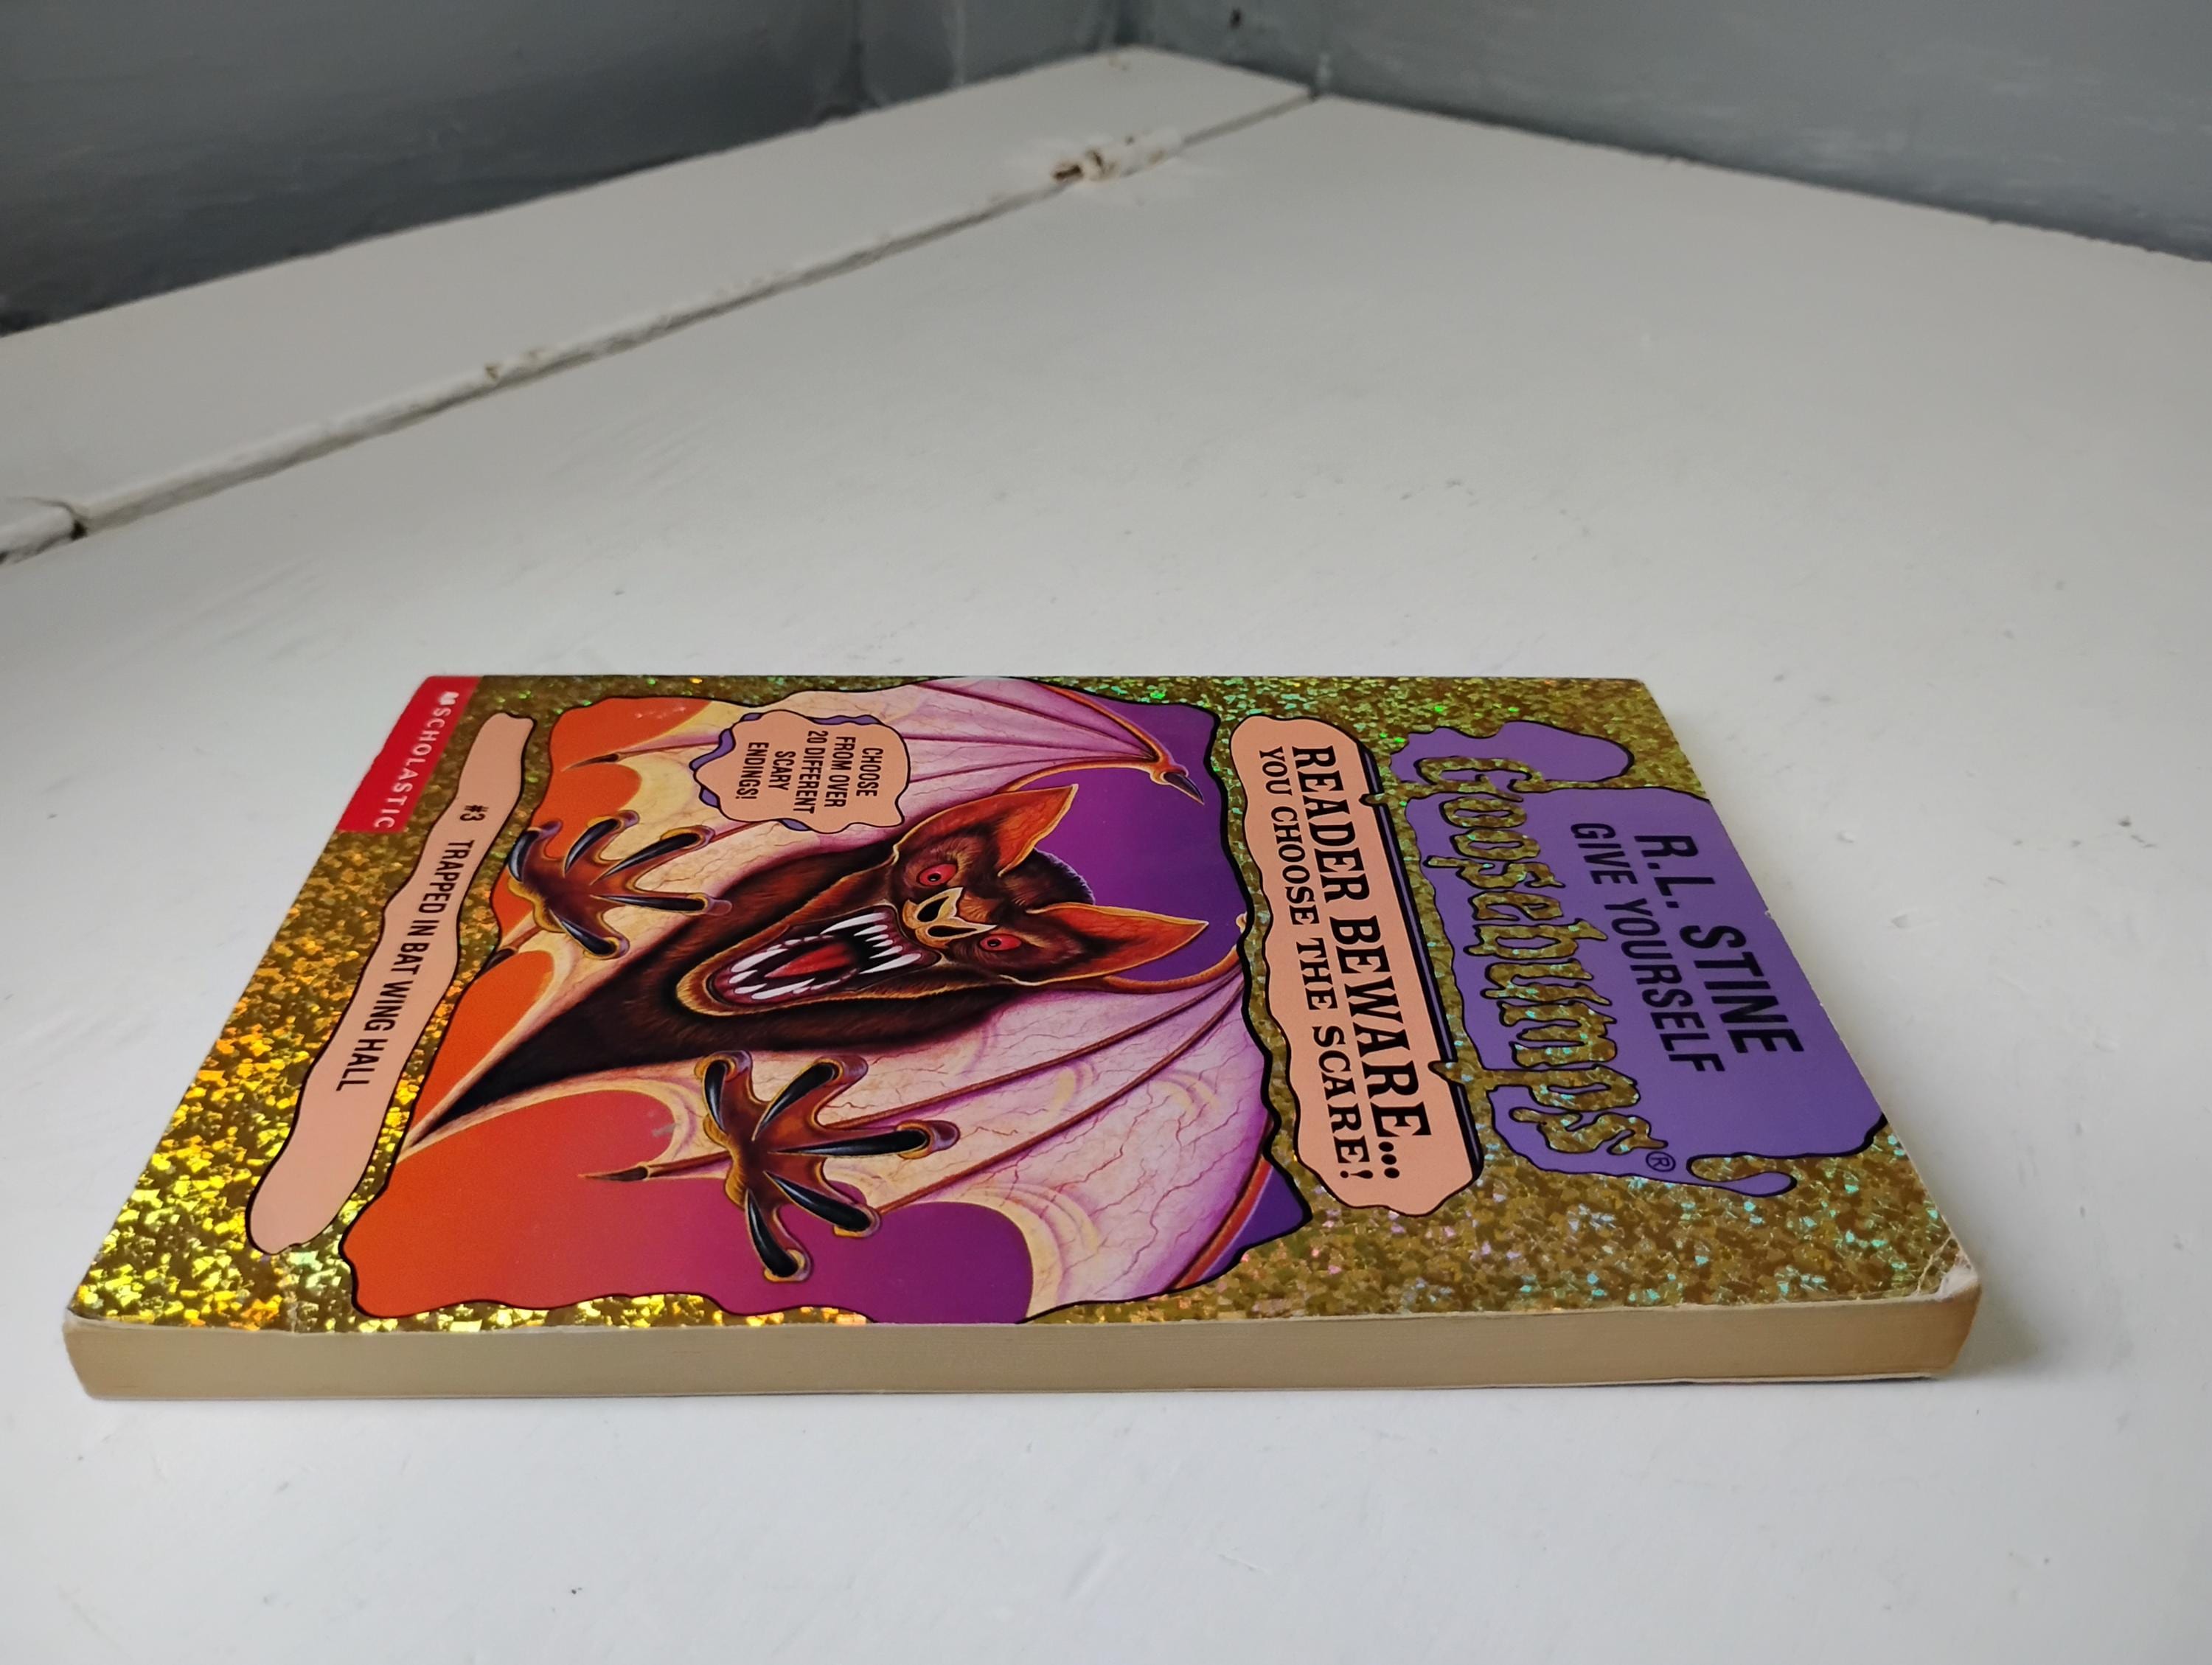 R.L. STINE
GIVE YOURSELF
Goosebumps®
READER BEWARE...
YOU CHOOSE THE SCARE!
CHOOSE
FROM OVER
20 DIFFERENT
SCARY
ENDINGS!
#3 TRAPPED IN BAT WING HALL
SCHOLASTIC